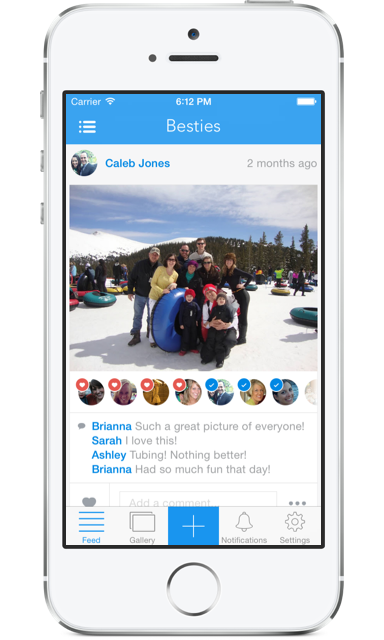 Carrier 6:12 PM
Besties
Caleb Jones 2 months ago
Brianna Such a great picture of everyone!
Sarah I love this!
Ashley Tubing! Nothing better!
Brianna Had so much fun that day!
Add a comment
Feed Gallery Notifications Settings